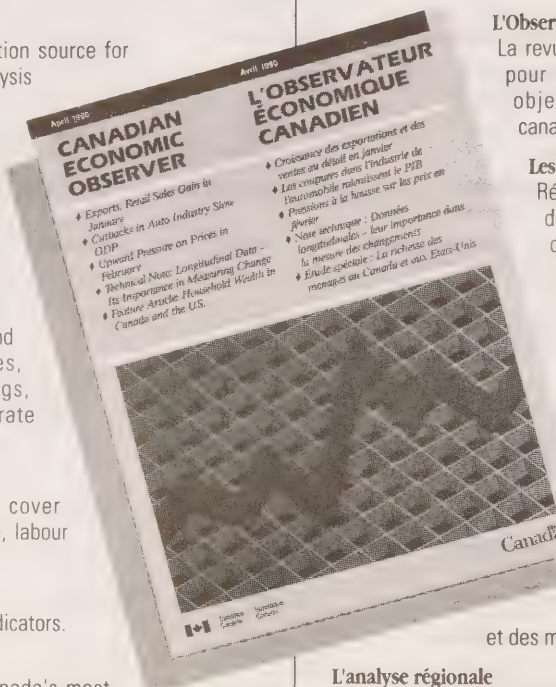 tion source for
ysis
nd
es,
gs,
rate
cover
, labour
dicators.
nada's most
April 1990
Avril 1990
CANADIAN
ECONOMIC
OBSERVER
♦ Exports, Retail Sales Gain in
January
♦ Cutbacks in Auto Industry Slow
GDP
♦ Upward Pressure on Prices in
February
♦ Technical Note: Longitudinal Data -
Its Importance in Measuring Change
♦ Feature Article: Household Wealth in
Canada and the U.S.
L'OBSERVATEUR
ÉCONOMIQUE
CANADIEN
♦ Croissance des exportations et des
ventes au détail en janvier
♦ Les coupures dans l'industrie de
l'automobile ralentissent le PIB
♦ Pressions à la hausse sur les prix en
février
♦ Note technique : Données
longitudinales - leur importance dans
la mesure des changements
♦ Étude spéciale : La richesse des
ménages au Canada et aux États-Unis
Statistics Canada
Statistique Canada
Canad
L'Obser
La revu
pour
obje
cana
Les
Ré
d
c
et des m
L'analyse régionale